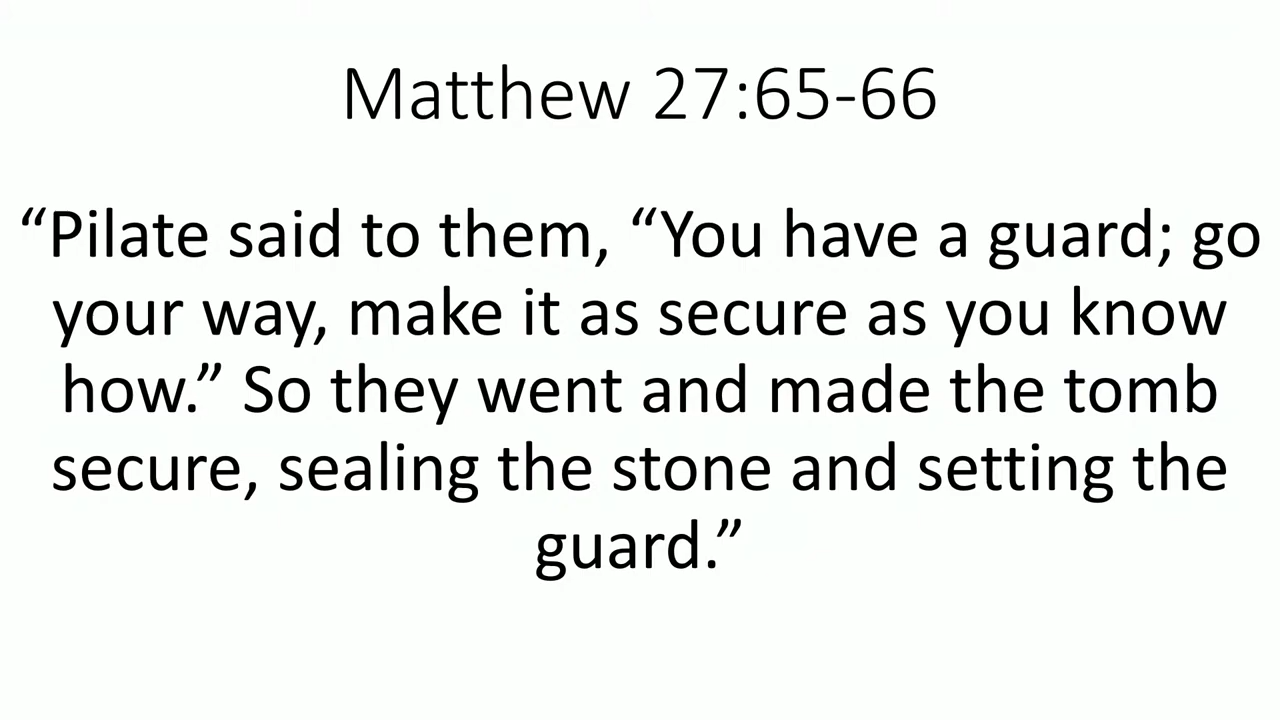 Matthew 27:65-66
“Pilate said to them, “You have a guard; go
your way, make it as secure as you know
how.” So they went and made the tomb
secure, sealing the stone and setting the
guard.”